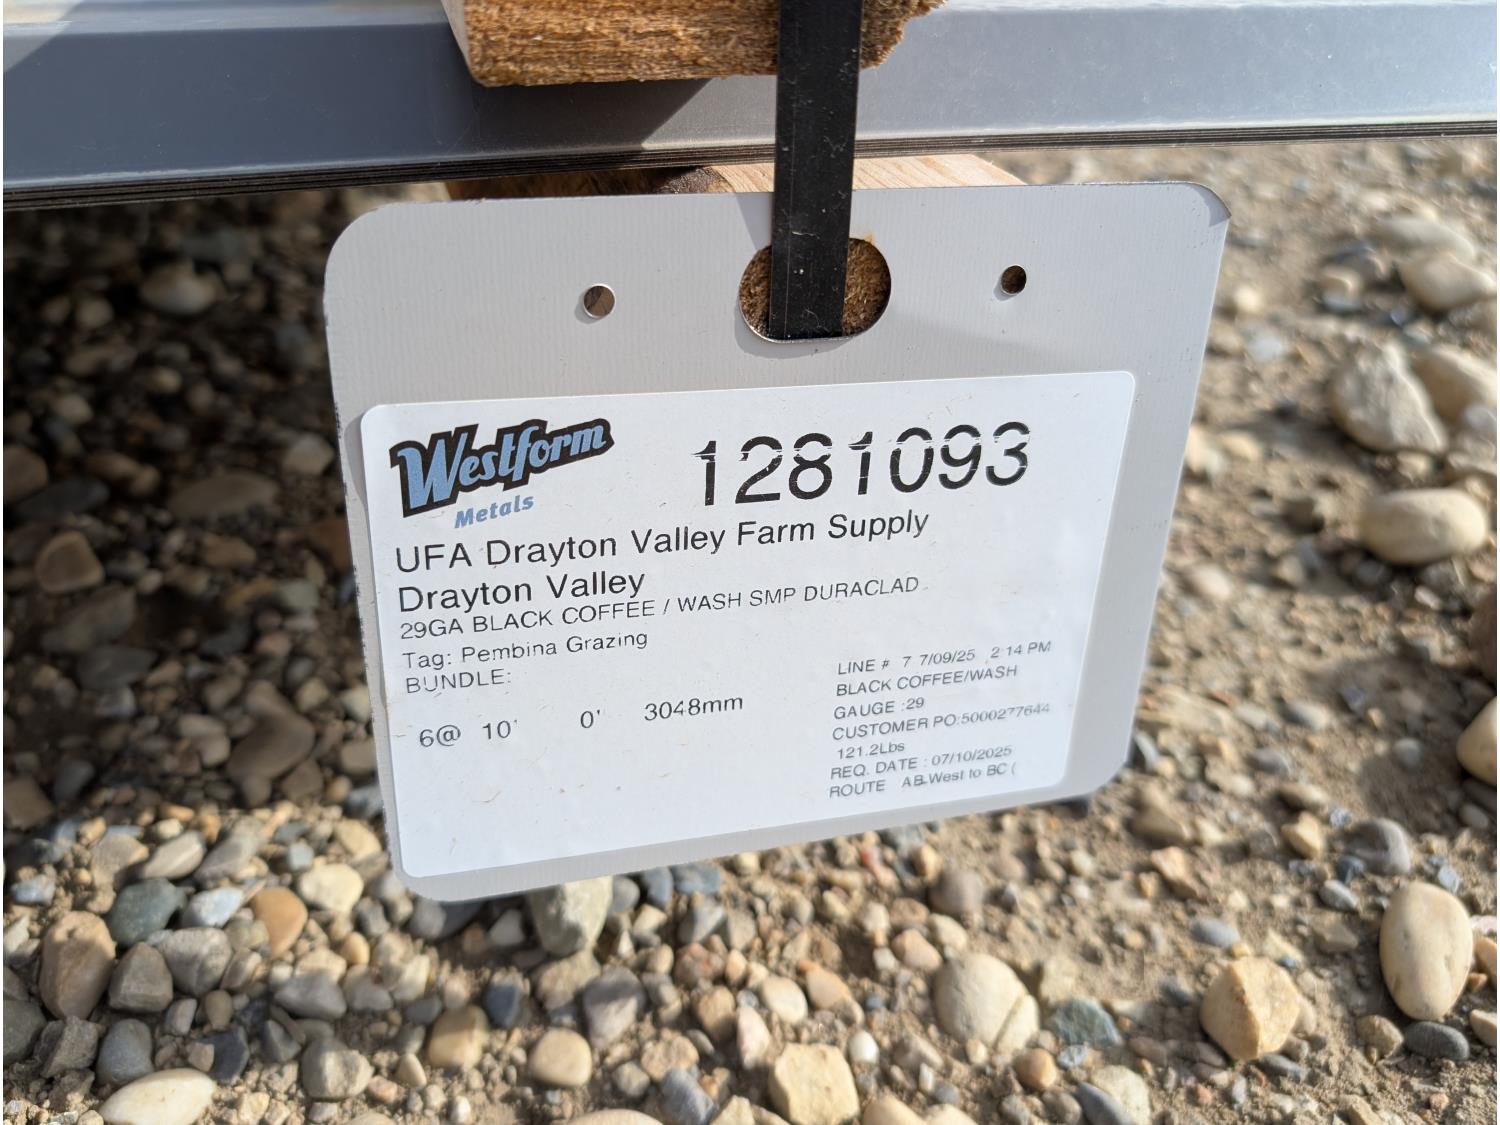 Westform
Metals
1281093
UFA Drayton Valley Farm Supply
Drayton Valley
29GA BLACK COFFEE / WASH SMP DURACLAD
Tag: Pembina Grazing
BUNDLE:
6@ 10' 0' 3048mm
LINE # 7 7/09/25 2:14 PM
BLACK COFFEE/WASH
GAUGE :29
CUSTOMER PO:5000277644
121.2Lbs
REQ. DATE : 07/10/2025
ROUTE AB-West to BC (